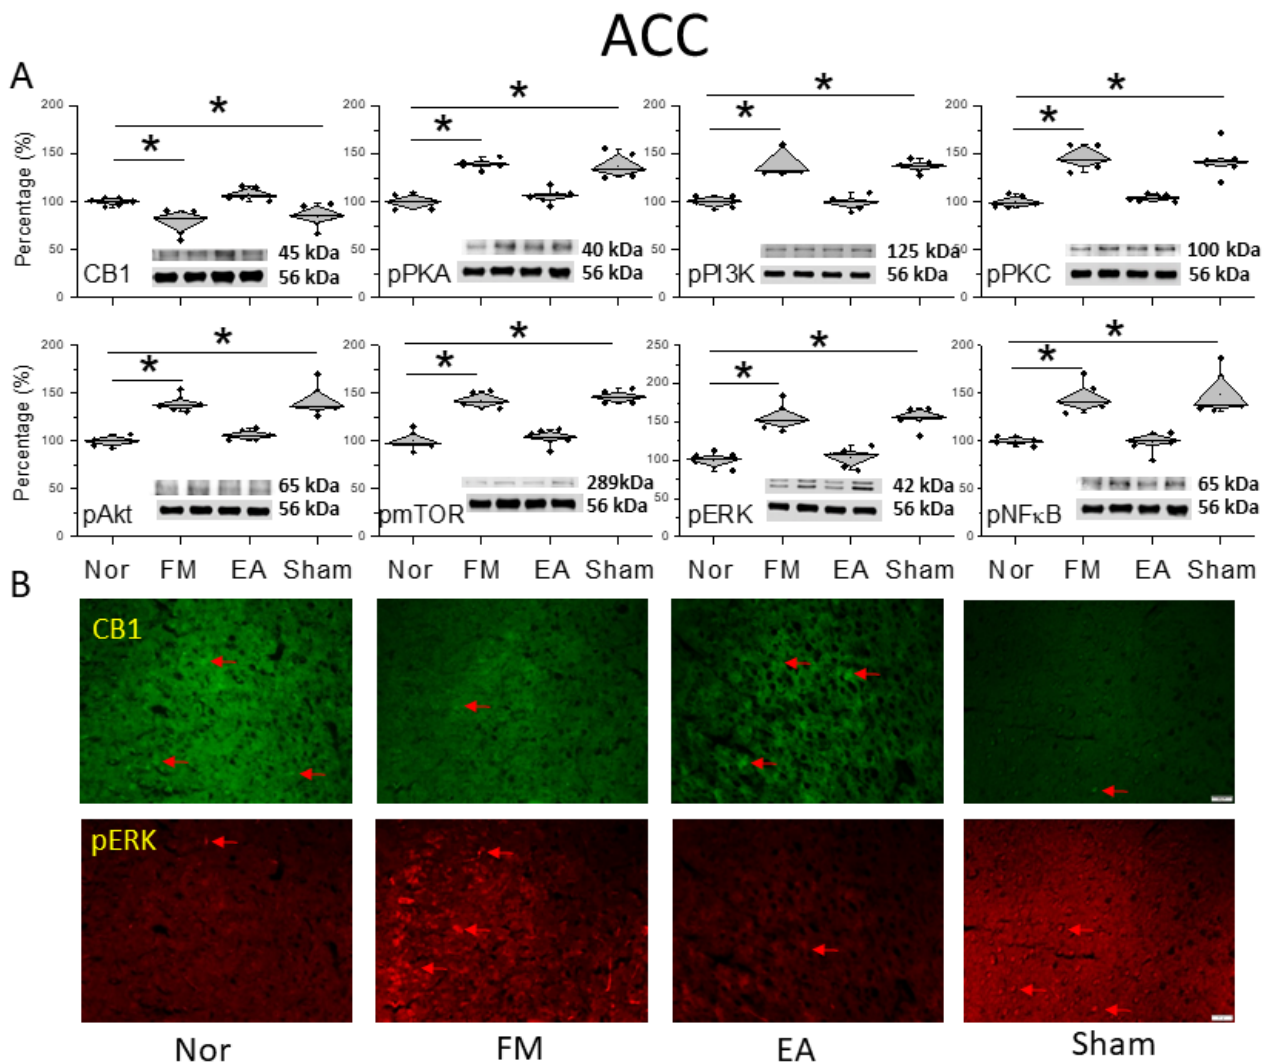 ACC
A
* * * * * * * *
Percentage (%)
200 200 200 200
150 150 150 150
100 100 100 100
50 50 50 50
0 0 0 0
45 kDa 40 kDa 125 kDa 100 kDa
CB1 56 kDa pPKA 56 kDa pPI3K 56 kDa pPKC 56 kDa
* * * * * * * *
Percentage (%)
200 200 250 200
150 150 200 150
100 100 150 100
50 50 100 50
0 0 50 0
0
65 kDa 289kDa 42 kDa 65 kDa
pAkt 56 kDa pmTOR 56 kDa pERK 56 kDa pNFκB 56 kDa
Nor FM EA Sham Nor FM EA Sham Nor FM EA Sham Nor FM EA Sham
B
CB1
pERK
Nor FM EA Sham